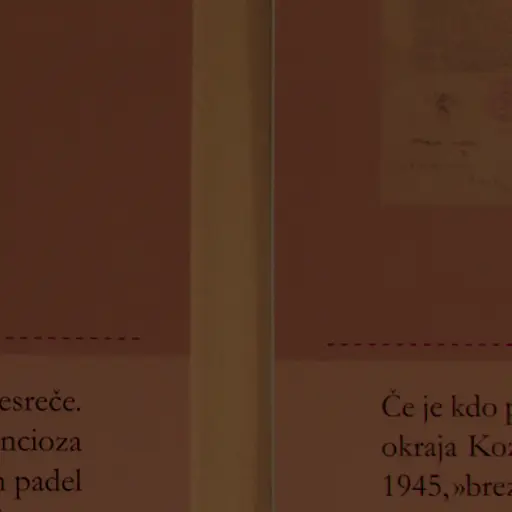 esreče.
ncioza
padel
Če je kdo
okraja Koz
1945, »brez